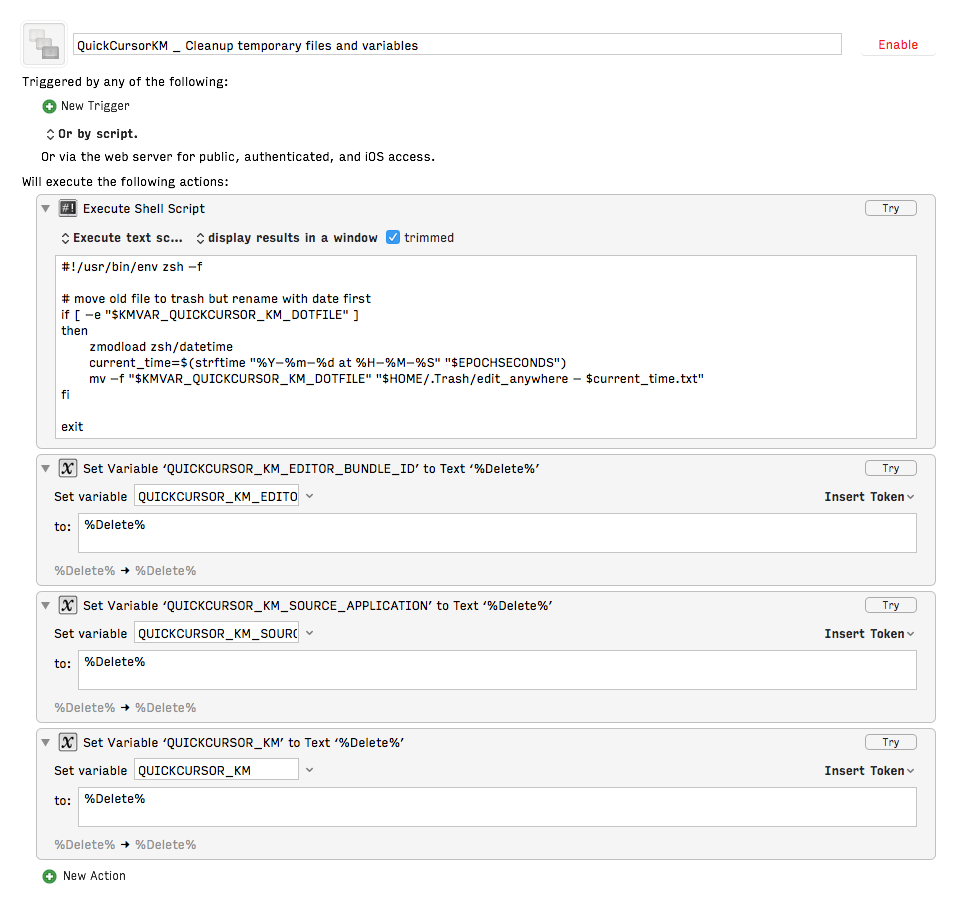 QuickCursorKM _ Cleanup temporary files and variables
Enable
Triggered by any of the following:
New Trigger
Or by script.
Or via the web server for public, authenticated, and iOS access.
Will execute the following actions:
#! Execute Shell Script
Try
Execute text sc... display results in a window trimmed
#!/usr/bin/env zsh –f
# move old file to trash but rename with date first
if [ –e "$KMVAR_QUICKCURSOR_KM_DOTFILE" ]
then
zmodload zsh/datetime
current_time=$(strftime "%Y–%m–%d at %H–%M–%S" "$EPOCHSECONDS")
mv –f "$KMVAR_QUICKCURSOR_KM_DOTFILE" "$HOME/.Trash/edit_anywhere – $current_time.txt"
fi
exit
X Set Variable ‘QUICKCURSOR_KM_EDITOR_BUNDLE_ID’ to Text ‘%Delete%’
Try
Set variable QUICKCURSOR_KM_EDITO
Insert Token
to: %Delete%
%Delete% → %Delete%
X Set Variable ‘QUICKCURSOR_KM_SOURCE_APPLICATION’ to Text ‘%Delete%’
Try
Set variable QUICKCURSOR_KM_SOURC
Insert Token
to: %Delete%
%Delete% → %Delete%
X Set Variable ‘QUICKCURSOR_KM’ to Text ‘%Delete%’
Try
Set variable QUICKCURSOR_KM
Insert Token
to: %Delete%
%Delete% → %Delete%
New Action